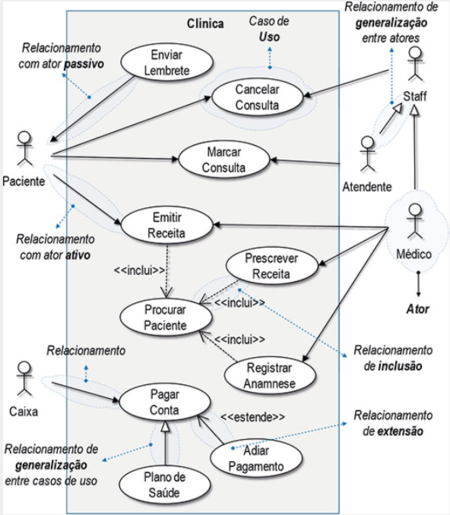 Clinica
Caso de
Uso
Relacionamento de
generalização
entre atores
Relacionamento
com ator passivo
Enviar
Lembrete
Cancelar
Consulta
Staff
Paciente
Marcar
Consulta
Atendente
Relacionamento
com ator ativo
Emitir
Receita
Médico
<<inclui>>
Prescrever
Receita
Ator
Procurar
Paciente
<<inclui>>
<<inclui>>
Relacionamento
Registrar
Anamnese
Relacionamento
de inclusão
Caixa
Pagar
Conta
<<estende>>
Relacionamento
de extensão
Relacionamento de
generalização
entre casos de uso
Adiar
Pagamento
Plano de
Saúde